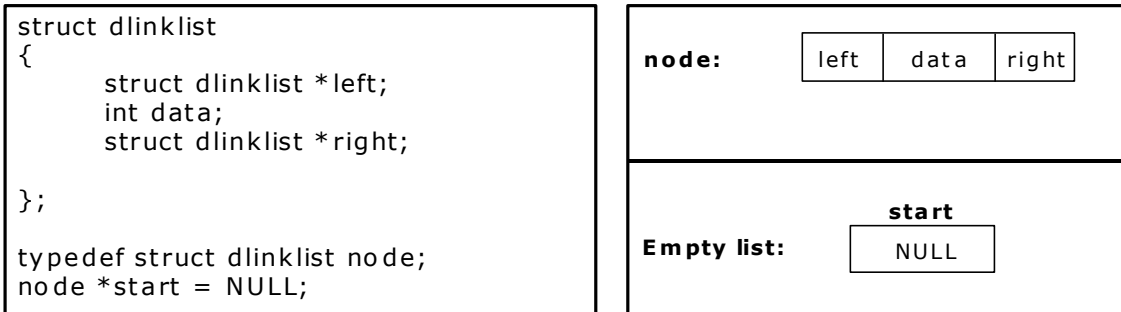 struct dlinklist
{
struct dlinklist *left;
int data;
struct dlinklist *right;
};
typedef struct dlinklist node;
node *start = NULL;
node: left data right
start
Empty list: NULL